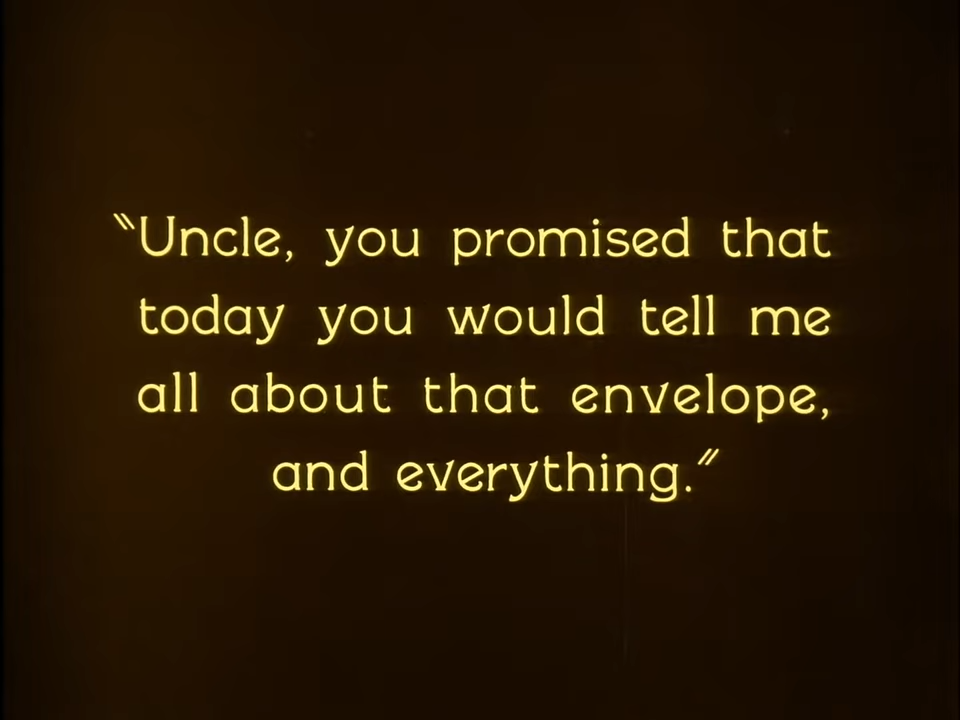 “Uncle, you promised that
today you would tell me
all about that envelope,
and everything.”